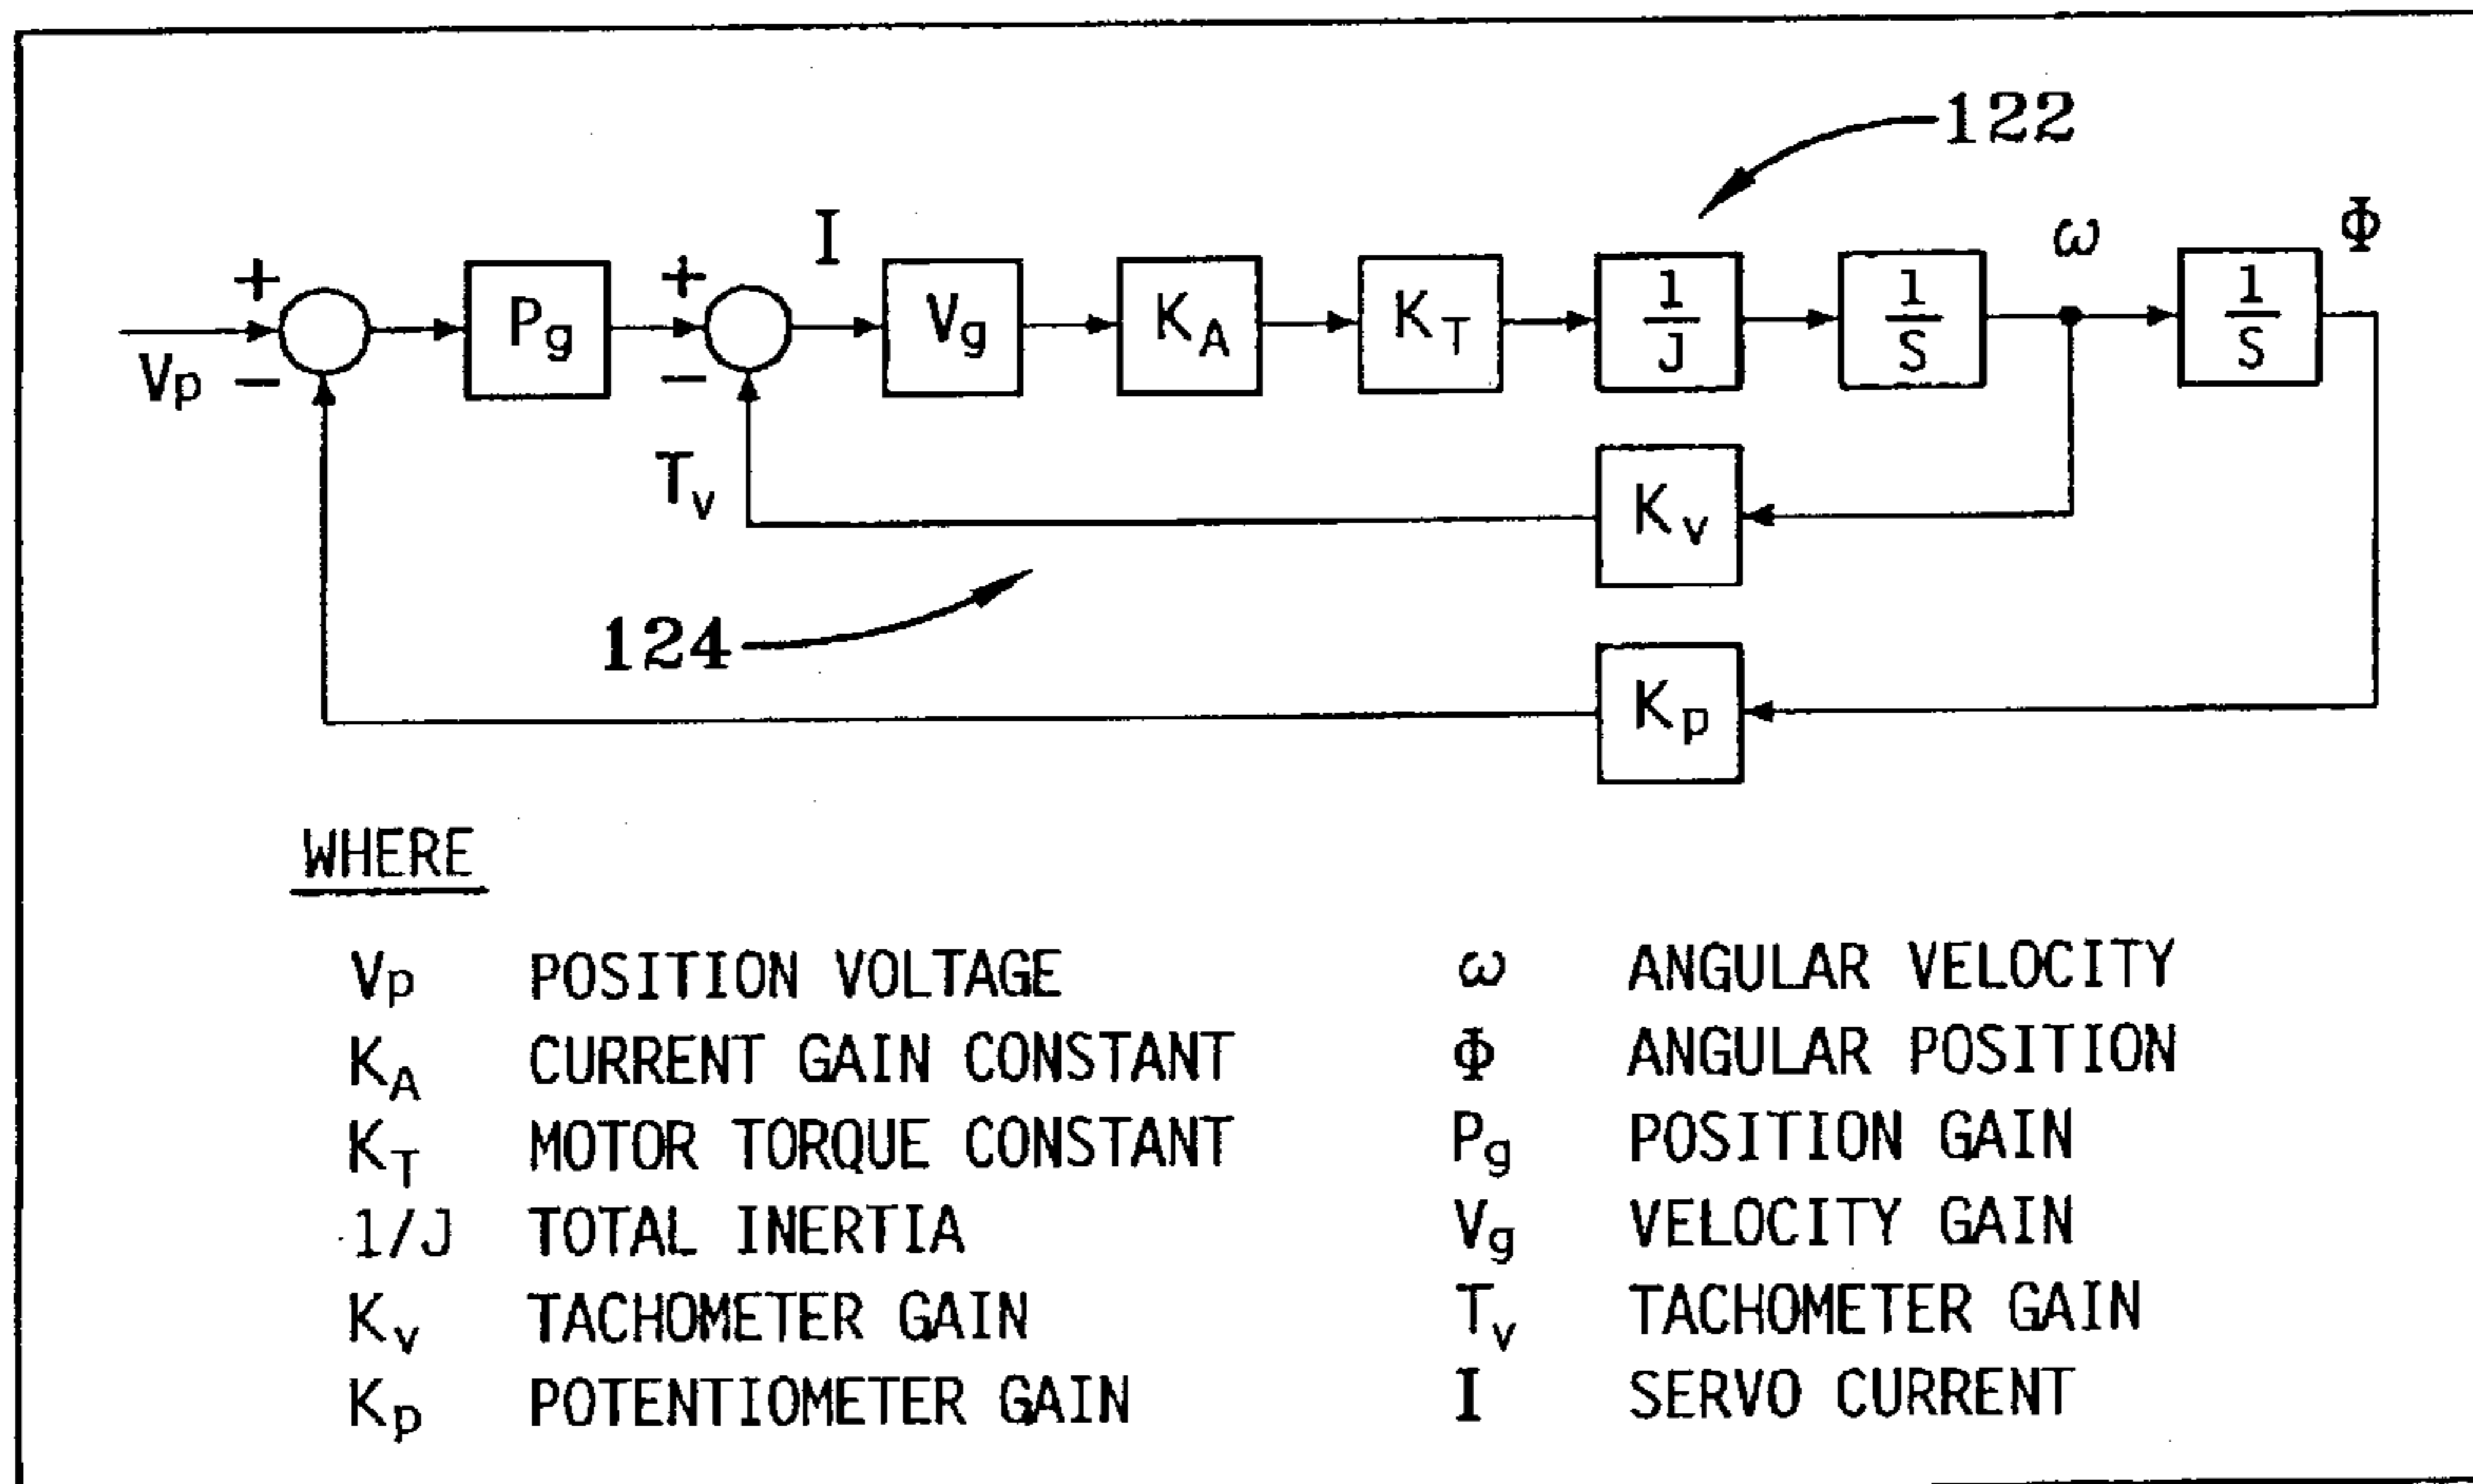 122
I
ω
Φ
+
+
Vp
−
Pg
−
Vg
KA
KT
1/J
1/S
1/S
Tv
Kv
124
Kp
WHERE
Vp POSITION VOLTAGE
KA CURRENT GAIN CONSTANT
KT MOTOR TORQUE CONSTANT
1/J TOTAL INERTIA
Kv TACHOMETER GAIN
Kp POTENTIOMETER GAIN
ω ANGULAR VELOCITY
Φ ANGULAR POSITION
Pg POSITION GAIN
Vg VELOCITY GAIN
Tv TACHOMETER GAIN
I SERVO CURRENT